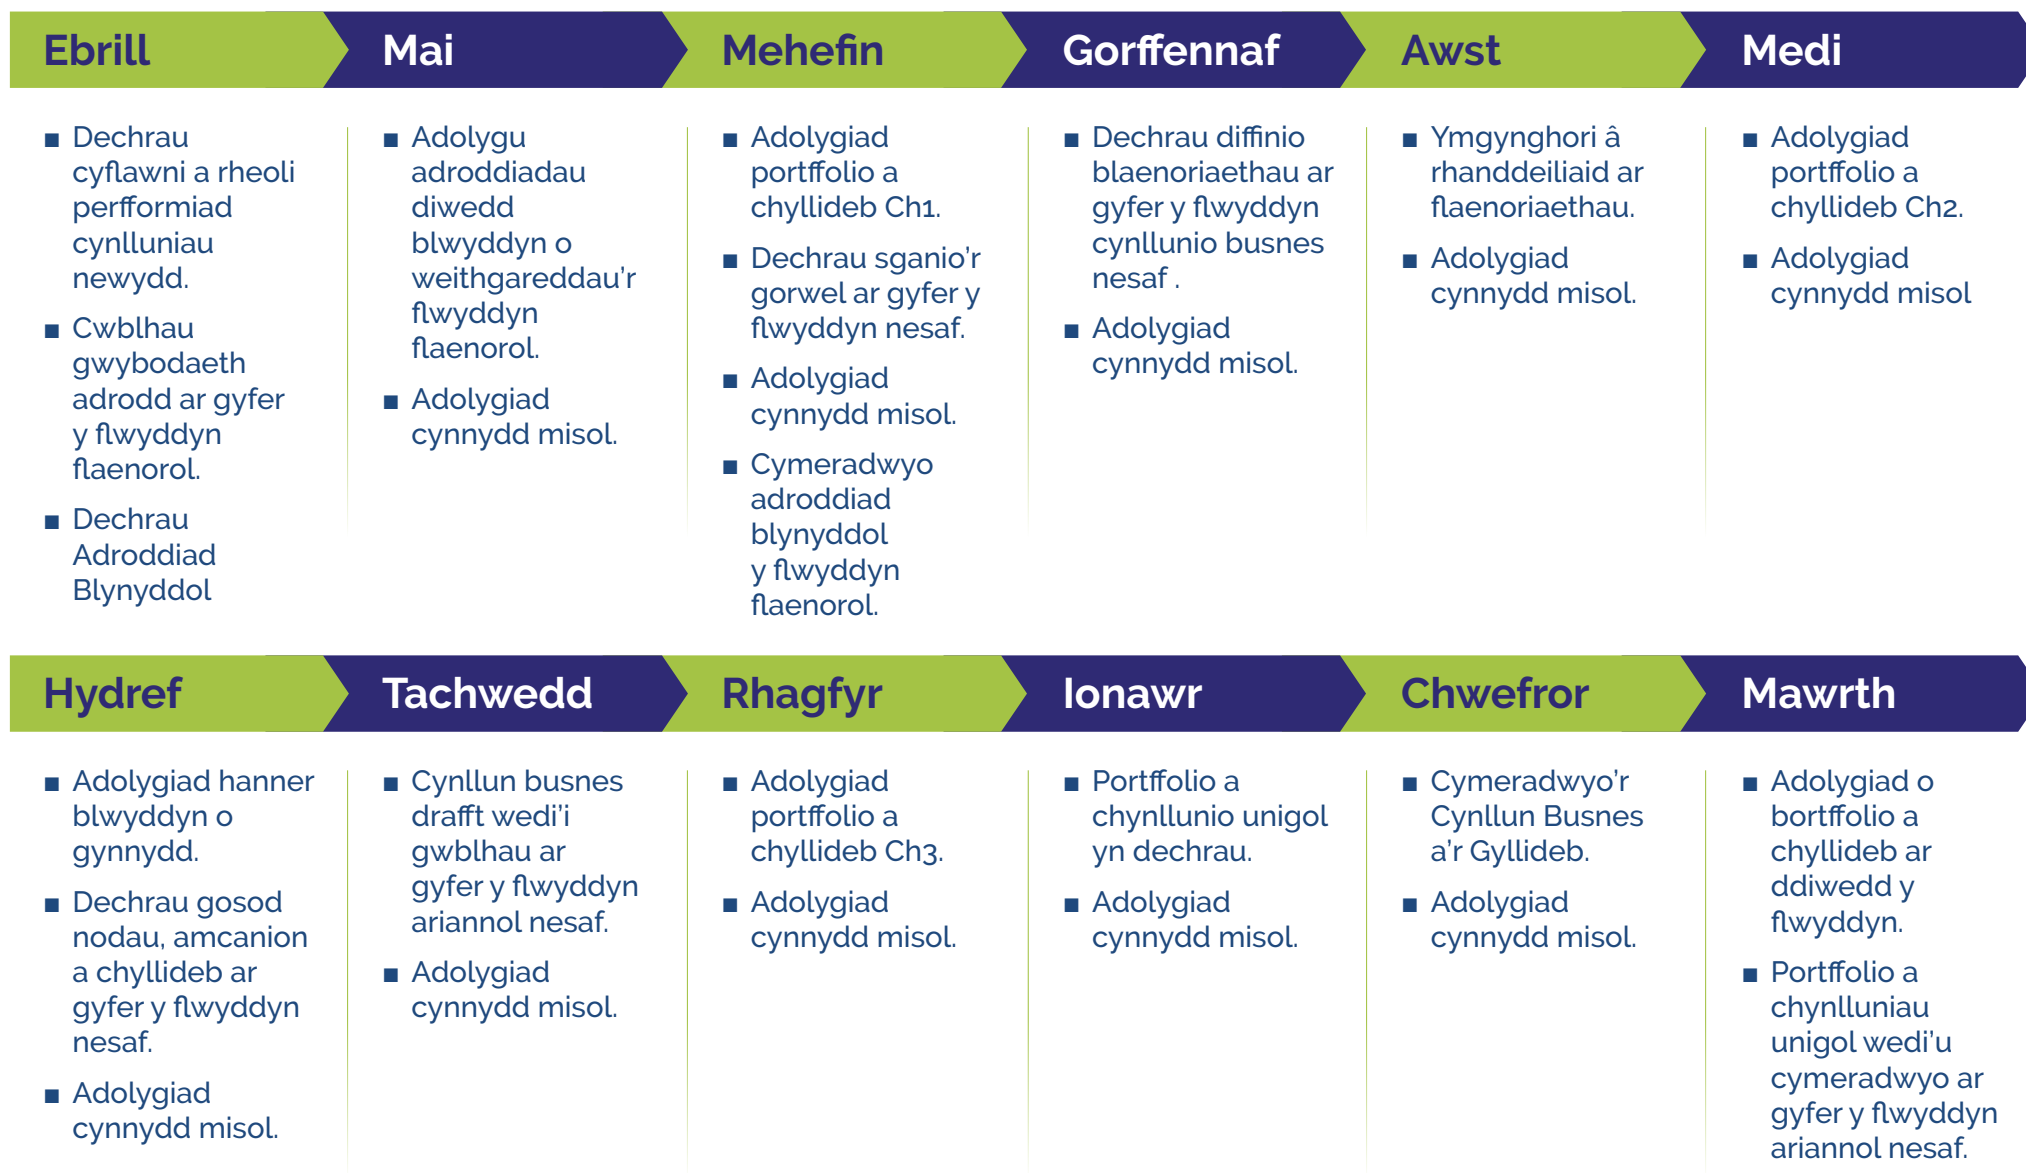 Ebrill
Dechrau
cyflawni a rheoli
perfformiad
cynlluniau
newydd.
Cwblhau
gwybodaeth
adrodd ar gyfer
y flwyddyn
flaenorol.
Dechrau
Adroddiad
Blynyddol
Mai
Adolygu
adroddiadau
diwedd
blwyddyn o
weithgareddau’r
flwyddyn
flaenorol.
Adolygiad
cynnydd misol.
Mehefin
Adolygiad
portffolio a
chyllideb Ch1.
Dechrau sganio’r
gorwel ar gyfer y
flwyddyn nesaf.
Adolygiad
cynnydd misol.
Cymeradwyo
adroddiad
blynyddol
y flwyddyn
flaenorol.
Gorffennaf
Dechrau diffinio
blaenoriaethau ar
gyfer y flwyddyn
cynllunio busnes
nesaf .
Adolygiad
cynnydd misol.
Awst
Ymgynghori â
rhanddeiliaid ar
flaenoriaethau.
Adolygiad
cynnydd misol.
Medi
Adolygiad
portffolio a
chyllideb Ch2.
Adolygiad
cynnydd misol
Hydref
Adolygiad hanner
blwyddyn o
gynnydd.
Dechrau gosod
nodau, amcanion
a chyllideb ar
gyfer y flwyddyn
nesaf.
Adolygiad
cynnydd misol.
Tachwedd
Cynllun busnes
drafft wedi’i
gwblhau ar
gyfer y flwyddyn
ariannol nesaf.
Adolygiad
cynnydd misol.
Rhagfyr
Adolygiad
portffolio a
chyllideb Ch3.
Adolygiad
cynnydd misol.
Ionawr
Portffolio a
chynllunio unigol
yn dechrau.
Adolygiad
cynnydd misol.
Chwefror
Cymeradwyo’r
Cynllun Busnes
a’r Gyllideb.
Adolygiad
cynnydd misol.
Mawrth
Adolygiad o
bortffolio a
chyllideb ar
ddiwedd y
flwyddyn.
Portffolio a
chynlluniau
unigol wedi’u
cymeradwyo ar
gyfer y flwyddyn
ariannol nesaf.